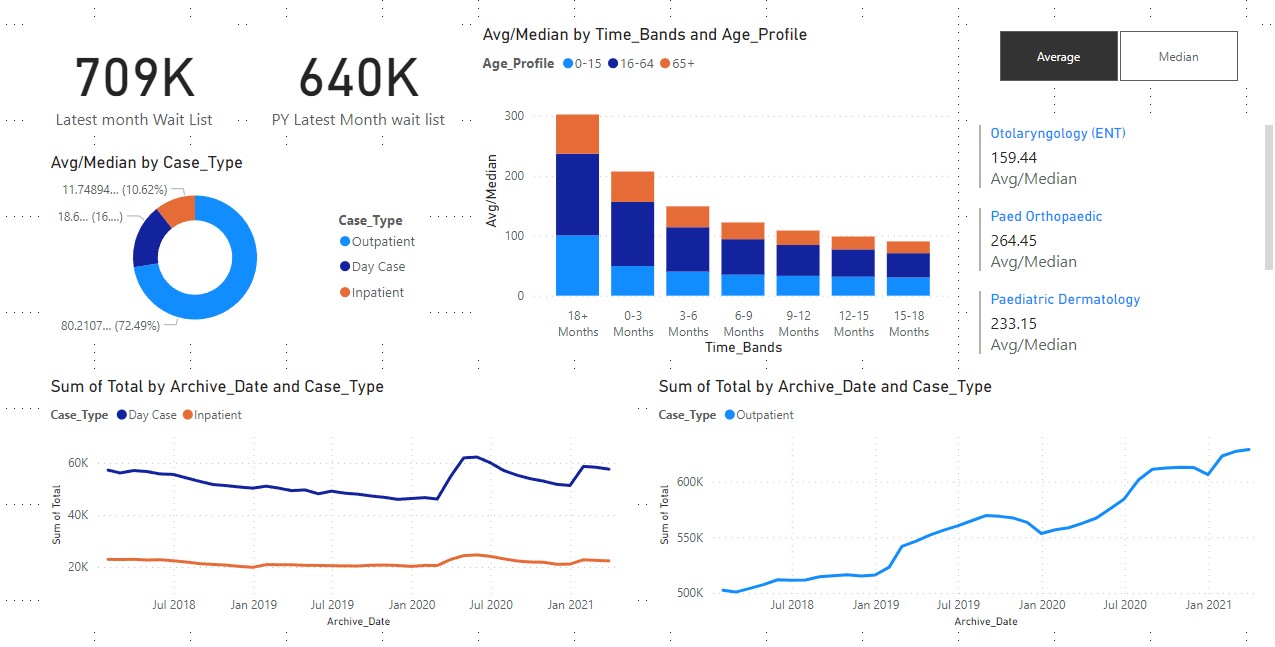 709K
Latest month Wait List
640K
PY Latest Month wait list
Avg/Median by Case_Type
11.74894... (10.62%)
18.6... (16....)
80.2107... (72.49%)
Case_Type
Outpatient
Day Case
Inpatient
Avg/Median by Time_Bands and Age_Profile
Age_Profile 0-15 16-64 65+
Avg/Median
300
200
100
0
18+ Months
0-3 Months
3-6 Months
6-9 Months
9-12 Months
12-15 Months
15-18 Months
Time_Bands
Average
Median
Otolaryngology (ENT)
159.44
Avg/Median
Paed Orthopaedic
264.45
Avg/Median
Paediatric Dermatology
233.15
Avg/Median
Sum of Total by Archive_Date and Case_Type
Case_Type Day Case Inpatient
Sum of Total
60K
40K
20K
Jul 2018 Jan 2019 Jul 2019 Jan 2020 Jul 2020 Jan 2021
Archive_Date
Sum of Total by Archive_Date and Case_Type
Case_Type Outpatient
Sum of Total
600K
550K
500K
Jul 2018 Jan 2019 Jul 2019 Jan 2020 Jul 2020 Jan 2021
Archive_Date